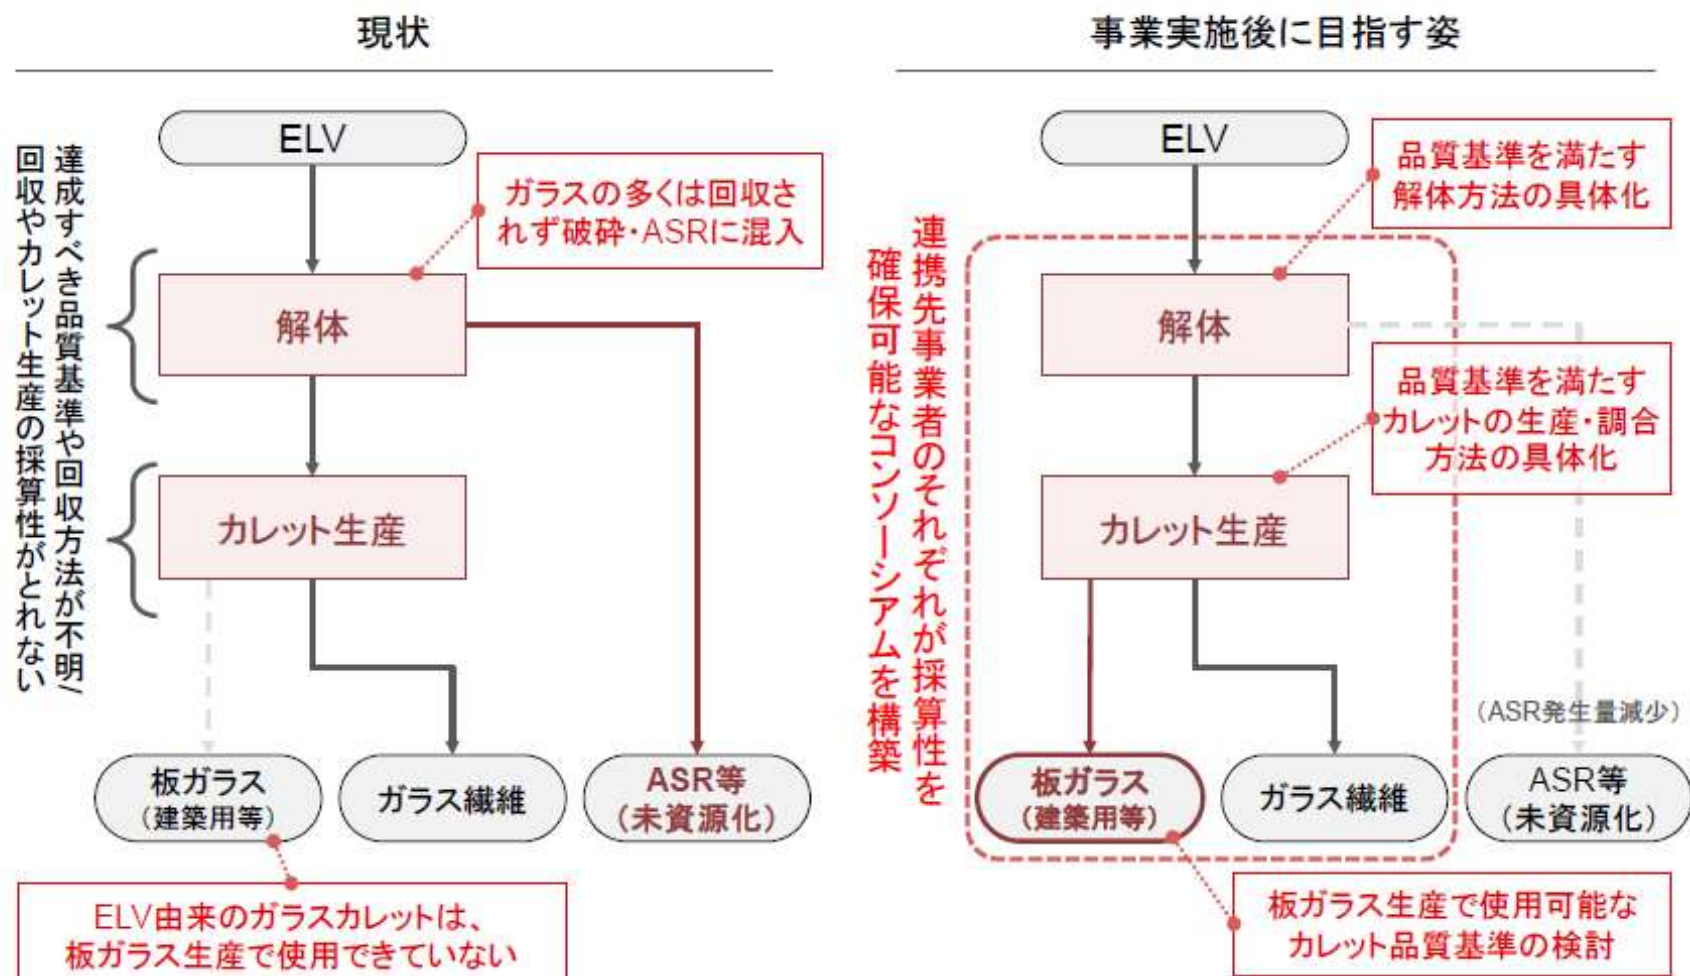 現状
ELV
達成すべき品質基準や回収方法が不明/
回収やカレット生産の採算性がとれない
ガラスの多くは回収さ
れず破砕・ASRに混入
解体
カレット生産
板ガラス
(建築用等)
ガラス繊維
ASR等
(未資源化)
ELV由来のガラスカレットは、
板ガラス生産で使用できていない
事業実施後に目指す姿
ELV
品質基準を満たす
解体方法の具体化
連携先事業者のそれぞれが採算性を
確保可能なコンソーシアムを構築
解体
品質基準を満たす
カレットの生産・調合
方法の具体化
カレット生産
(ASR発生量減少)
板ガラス
(建築用等)
ガラス繊維
ASR等
(未資源化)
板ガラス生産で使用可能な
カレット品質基準の検討